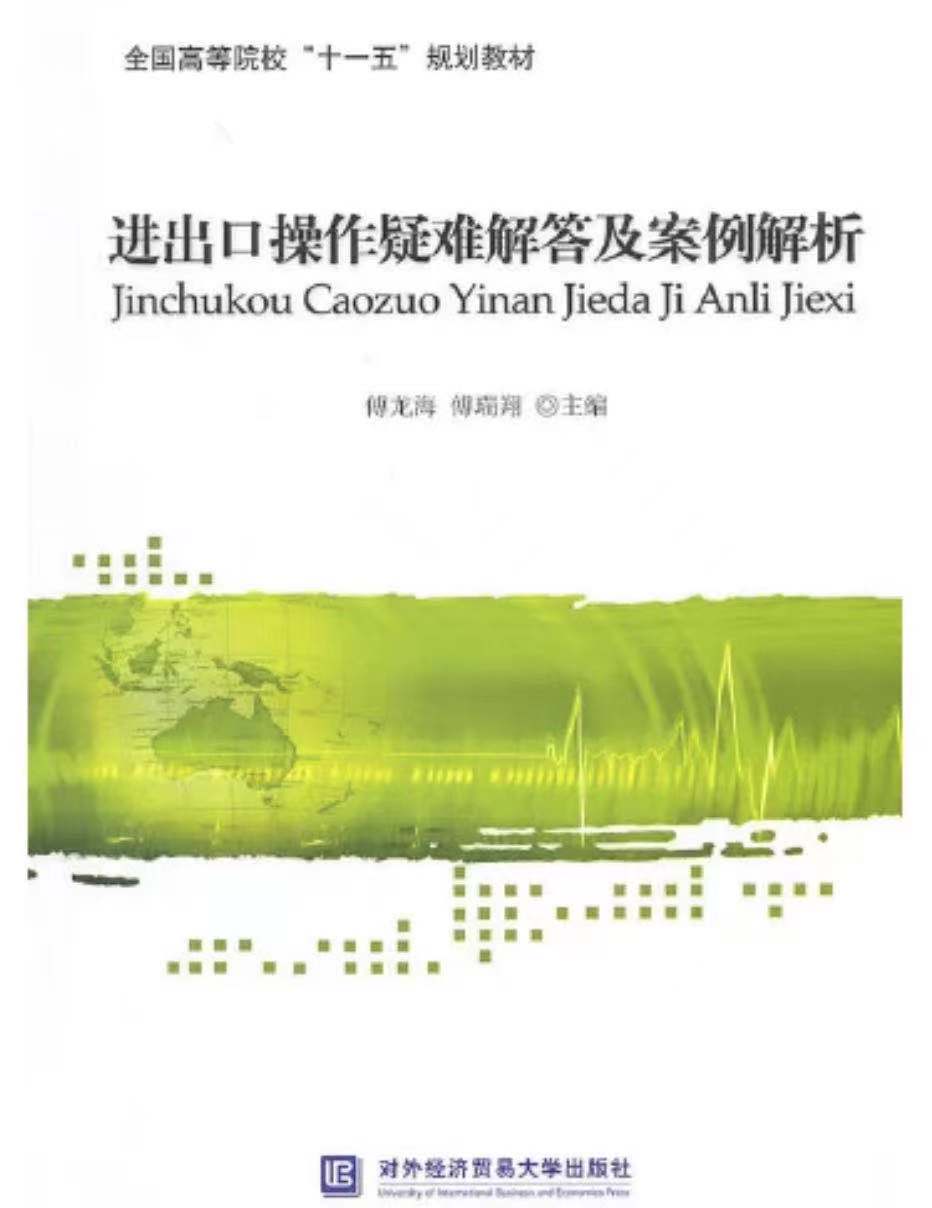 全国高等院校“十一五”规划教材
进出口操作疑难解答及案例解析
Jinchukou Caozuo Yinan Jieda Ji Anli Jiexi
傅龙海 傅瑞翔 ◎主编
对外经济贸易大学出版社
University of International Business and Economics Press